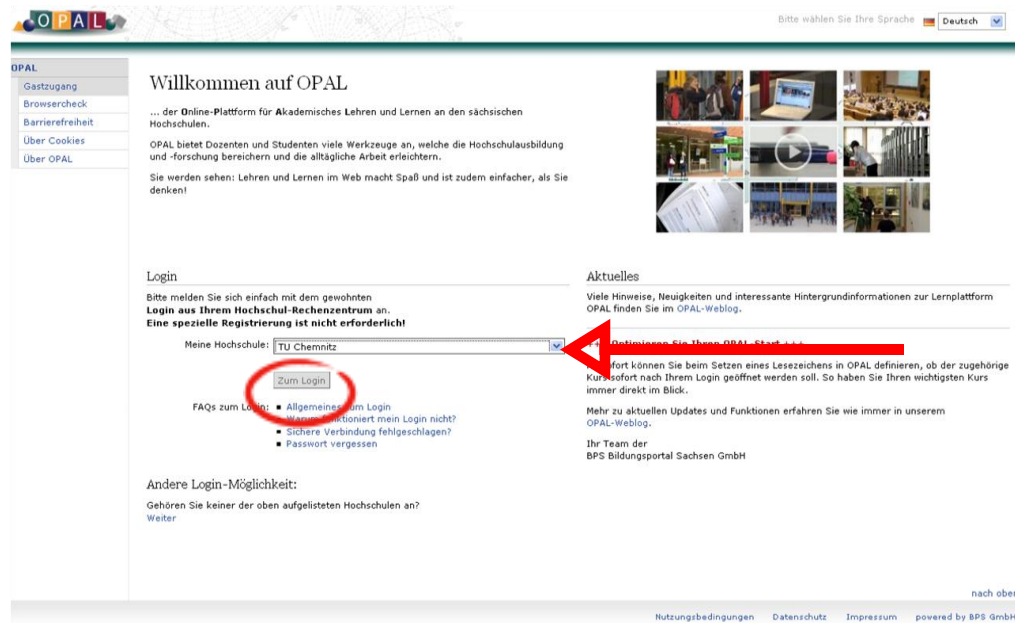 OPAL
Bitte wählen Sie Ihre Sprache Deutsch
OPAL
Gastzugang
Browsercheck
Barrierefreiheit
Über Cookies
Über OPAL
Willkommen auf OPAL
... der Online-Plattform für Akademisches Lehren und Lernen an den sächsischen
Hochschulen.
OPAL bietet Dozenten und Studenten viele Werkzeuge an, welche die Hochschulausbildung
und -forschung bereichern und die alltägliche Arbeit erleichtern.
Sie werden sehen: Lehren und Lernen im Web macht Spaß und ist zudem einfacher, als Sie
denken!
Login
Bitte melden Sie sich einfach mit dem gewohnten
Login aus Ihrem Hochschul-Rechenzentrum an.
Eine spezielle Registrierung ist nicht erforderlich!
Meine Hochschule: TU Chemnitz
Zum Login
FAQs zum Login: Allgemeines zum Login
Warum funktioniert mein Login nicht?
Sichere Verbindung fehlgeschlagen?
Passwort vergessen
Andere Login-Möglichkeit:
Gehören Sie keiner der oben aufgelisteten Hochschulen an?
Weiter
Aktuelles
Viele Hinweise, Neuigkeiten und interessante Hintergrundinformationen zur Lernplattform
OPAL finden Sie im OPAL-Weblog.
Optimieren Sie Ihren OPAL-Start +++
sofort können Sie beim Setzen eines Lesezeichens in OPAL definieren, ob der zugehörige
Kurs sofort nach Ihrem Login geöffnet werden soll. So haben Sie Ihren wichtigsten Kurs
immer direkt im Blick.
Mehr zu aktuellen Updates und Funktionen erfahren Sie wie immer in unserem
OPAL-Weblog.
Ihr Team der
BPS Bildungsportal Sachsen GmbH
nach oben
Nutzungsbedingungen Datenschutz Impressum powered by BPS GmbH